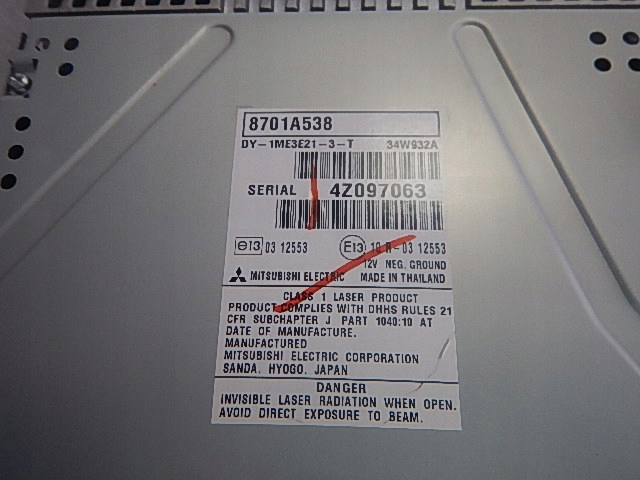 8701A538
DY-1ME3E21-3-T 34W932A
SERIAL 4Z097063
e13 03 12553 E13 10 R-03 12553
12V NEG. GROUND
MITSUBISHI ELECTRIC MADE IN THAILAND
CLASS 1 LASER PRODUCT
PRODUCT COMPLIES WITH DHHS RULES 21
CFR SUBCHAPTER J PART 1040:10 AT
DATE OF MANUFACTURE.
MANUFACTURED
MITSUBISHI ELECTRIC CORPORATION
SANDA. HYOGO. JAPAN
DANGER
INVISIBLE LASER RADIATION WHEN OPEN.
AVOID DIRECT EXPOSURE TO BEAM.